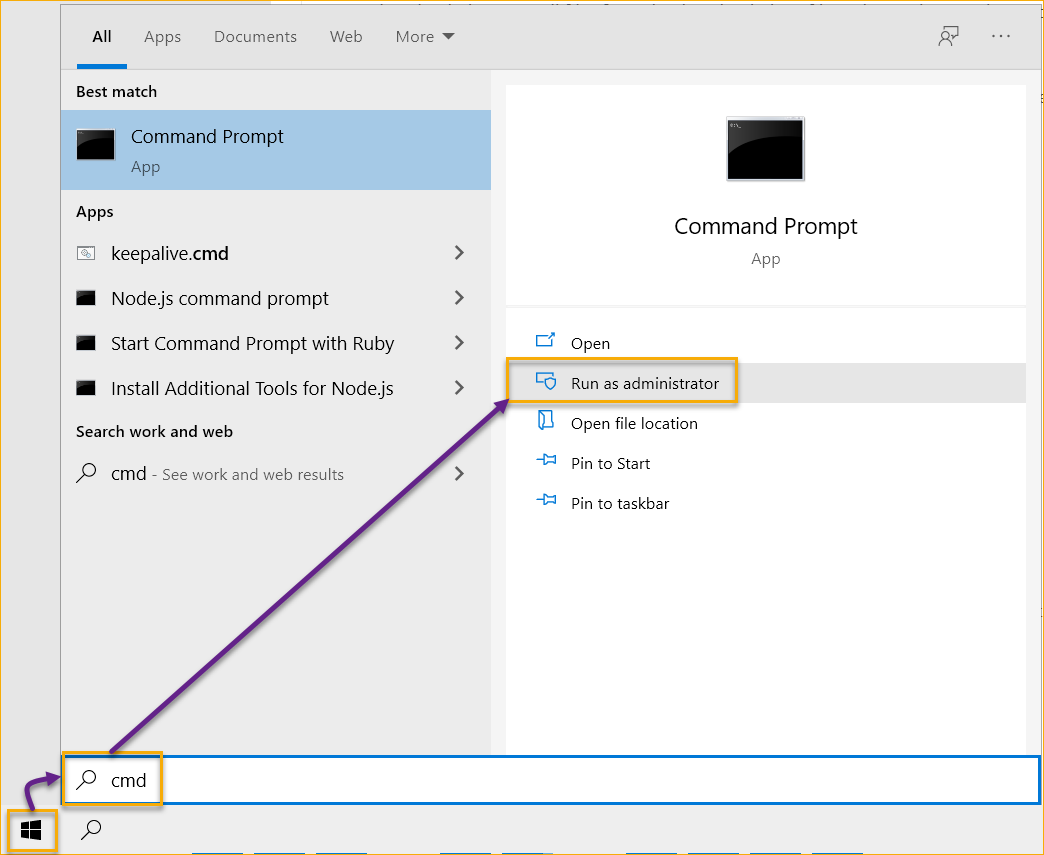 All Apps Documents Web More
Best match
Command Prompt
App
Apps
keepalive.cmd
Node.js command prompt
Start Command Prompt with Ruby
Install Additional Tools for Node.js
Search work and web
cmd - See work and web results
Command Prompt
App
Open
Run as administrator
Open file location
Pin to Start
Pin to taskbar
cmd